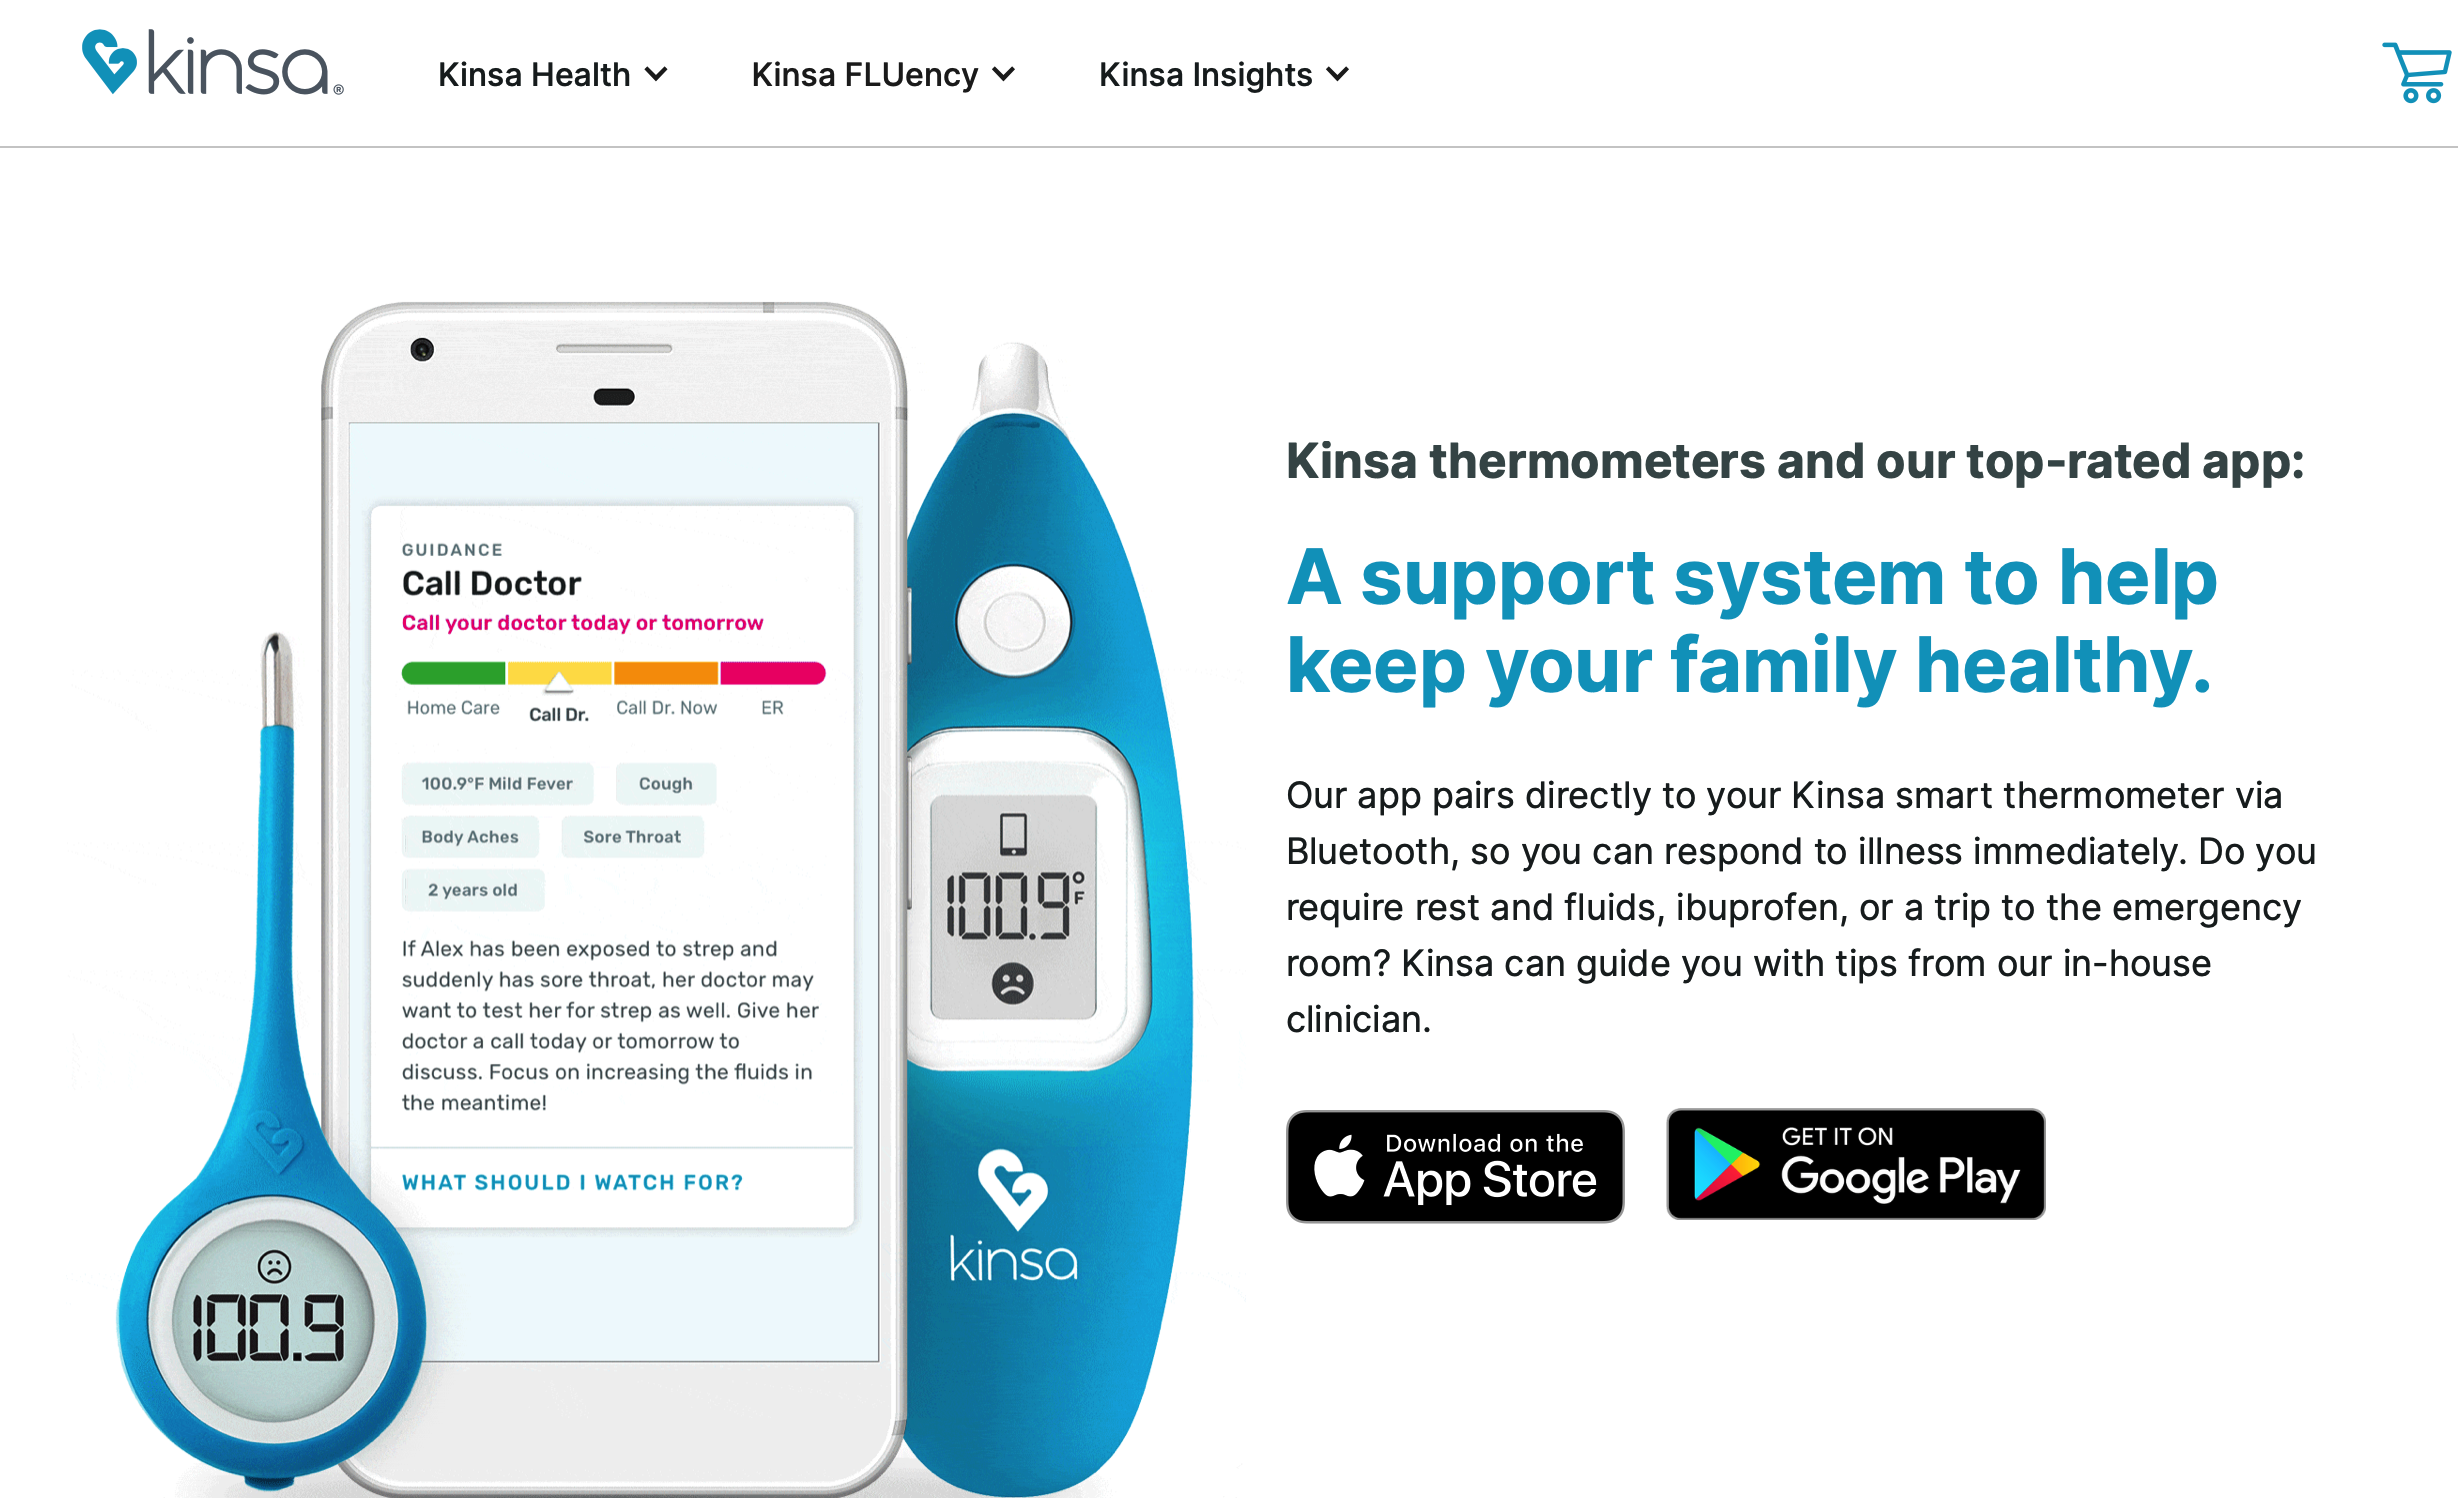 kinsa®
Kinsa Health
Kinsa FLUency
Kinsa Insights
GUIDANCE
Call Doctor
Call your doctor today or tomorrow
Home Care
Call Dr.
Call Dr. Now
ER
100.9°F Mild Fever
Cough
Body Aches
Sore Throat
2 years old
If Alex has been exposed to strep and
suddenly has sore throat, her doctor may
want to test her for strep as well. Give her
doctor a call today or tomorrow to
discuss. Focus on increasing the fluids in
the meantime!
WHAT SHOULD I WATCH FOR?
100.9
100.9°F
kinsa
Kinsa thermometers and our top-rated app:
A support system to help
keep your family healthy.
Our app pairs directly to your Kinsa smart thermometer via
Bluetooth, so you can respond to illness immediately. Do you
require rest and fluids, ibuprofen, or a trip to the emergency
room? Kinsa can guide you with tips from our in-house
clinician.
Download on the
App Store
GET IT ON
Google Play